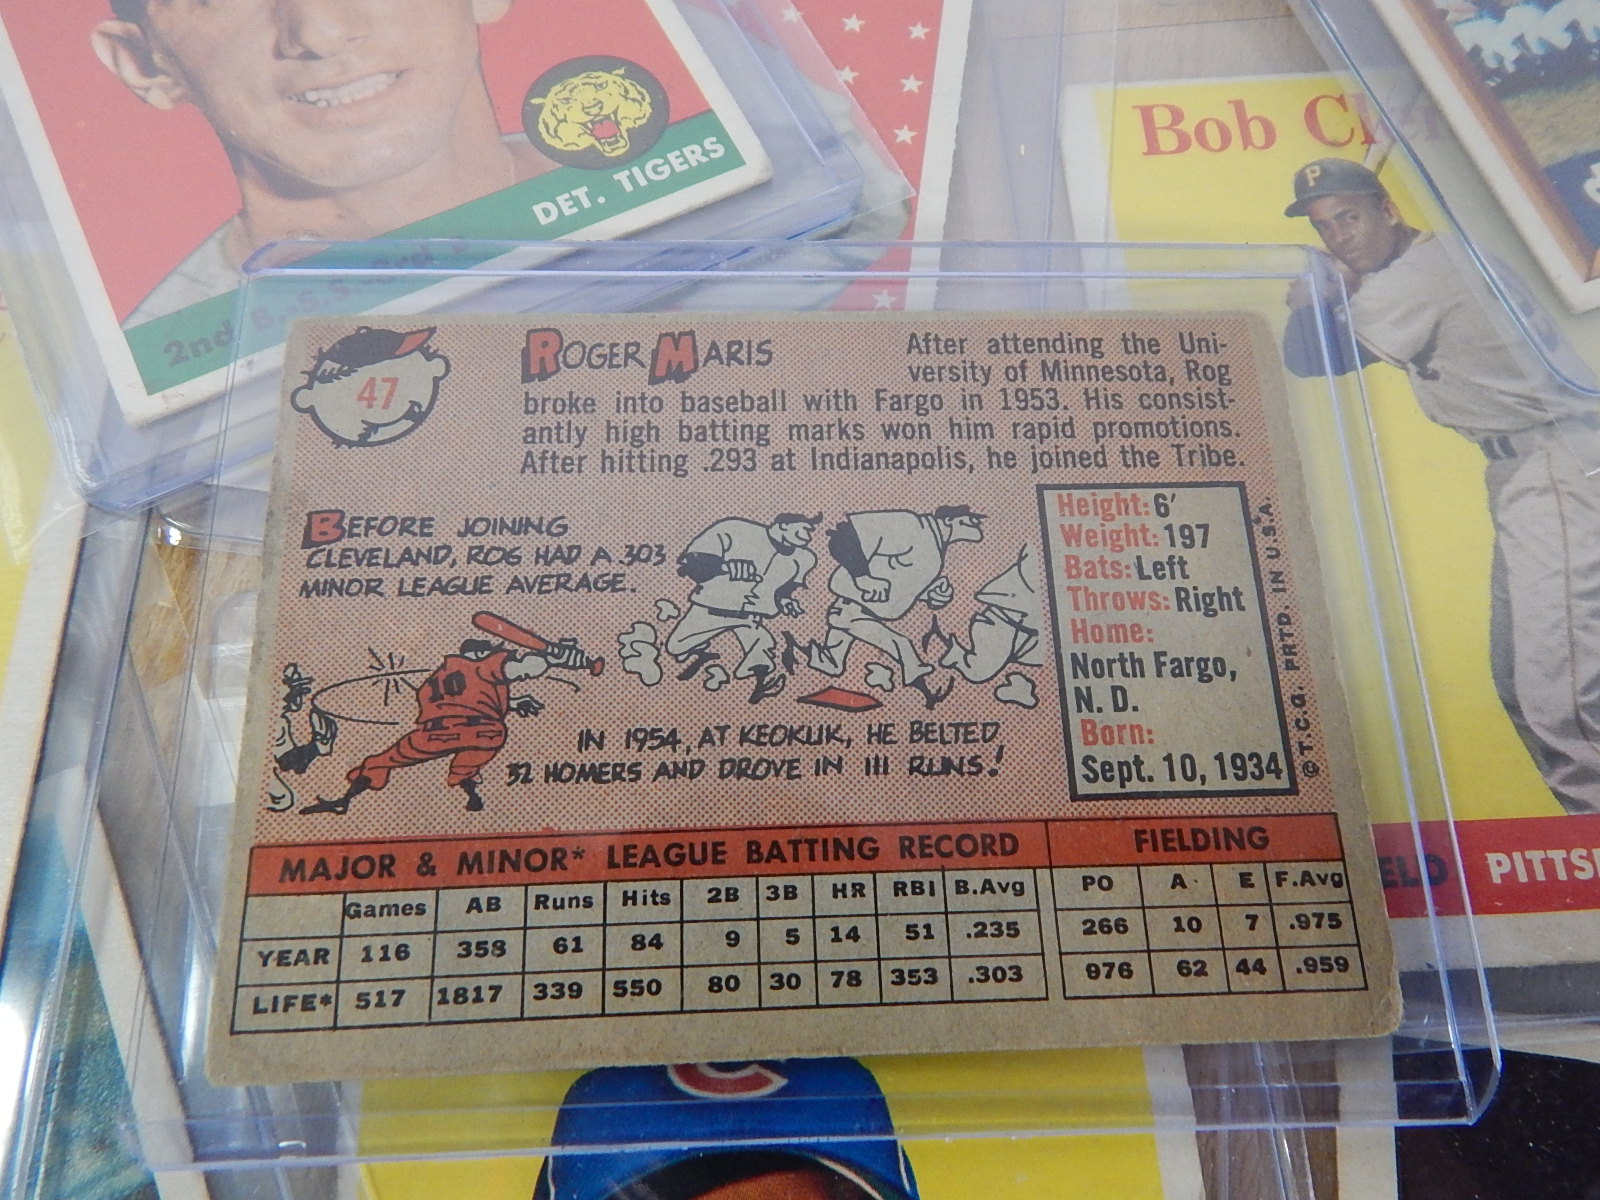 DET. TIGERS
2nd B.-S.S.-3rd B.
Bob Cl
P
47
ROGER MARIS
After attending the Uni-
versity of Minnesota, Rog
broke into baseball with Fargo in 1953. His consist-
antly high batting marks won him rapid promotions.
After hitting .293 at Indianapolis, he joined the Tribe.
BEFORE JOINING
CLEVELAND, ROG HAD A .303
MINOR LEAGUE AVERAGE.
10
IN 1954, AT KEOKUK, HE BELTED
32 HOMERS AND DROVE IN 111 RUNS!
Height: 6′
Weight: 197
Bats: Left
Throws: Right
Home:
North Fargo,
N. D.
Born:
Sept. 10, 1934
© T.C.G. PRTD. IN U.S.A.
MAJOR & MINOR* LEAGUE BATTING RECORD FIELDING
Games AB Runs Hits 2B 3B HR RBI B.Avg PO A E F.Avg
YEAR 116 358 61 84 9 5 14 51 .235 266 10 7 .975
LIFE* 517 1817 339 550 80 30 78 353 .303 976 62 44 .959
ELD PITTS
C